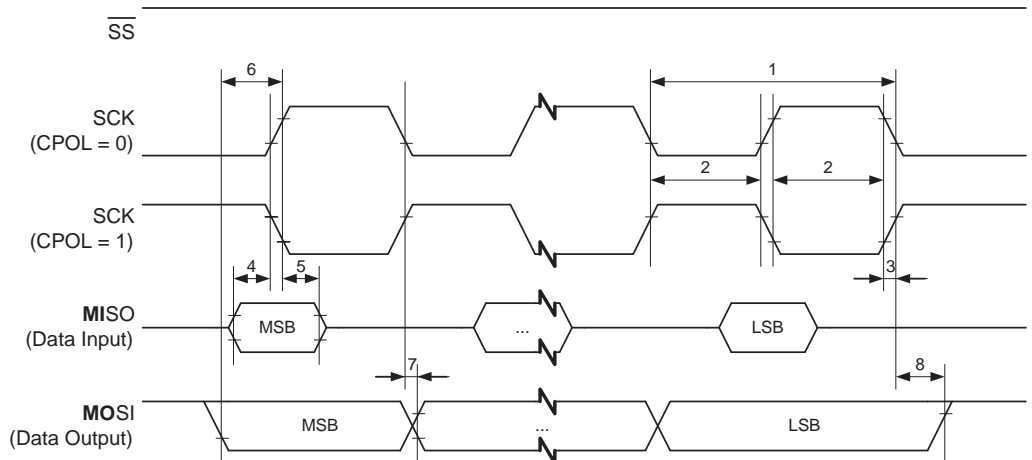 SS
6
1
SCK
(CPOL = 0)
2
2
SCK
(CPOL = 1)
4
5
3
MISO
(Data Input)
MSB
...
LSB
7
8
MOSI
(Data Output)
MSB
...
LSB